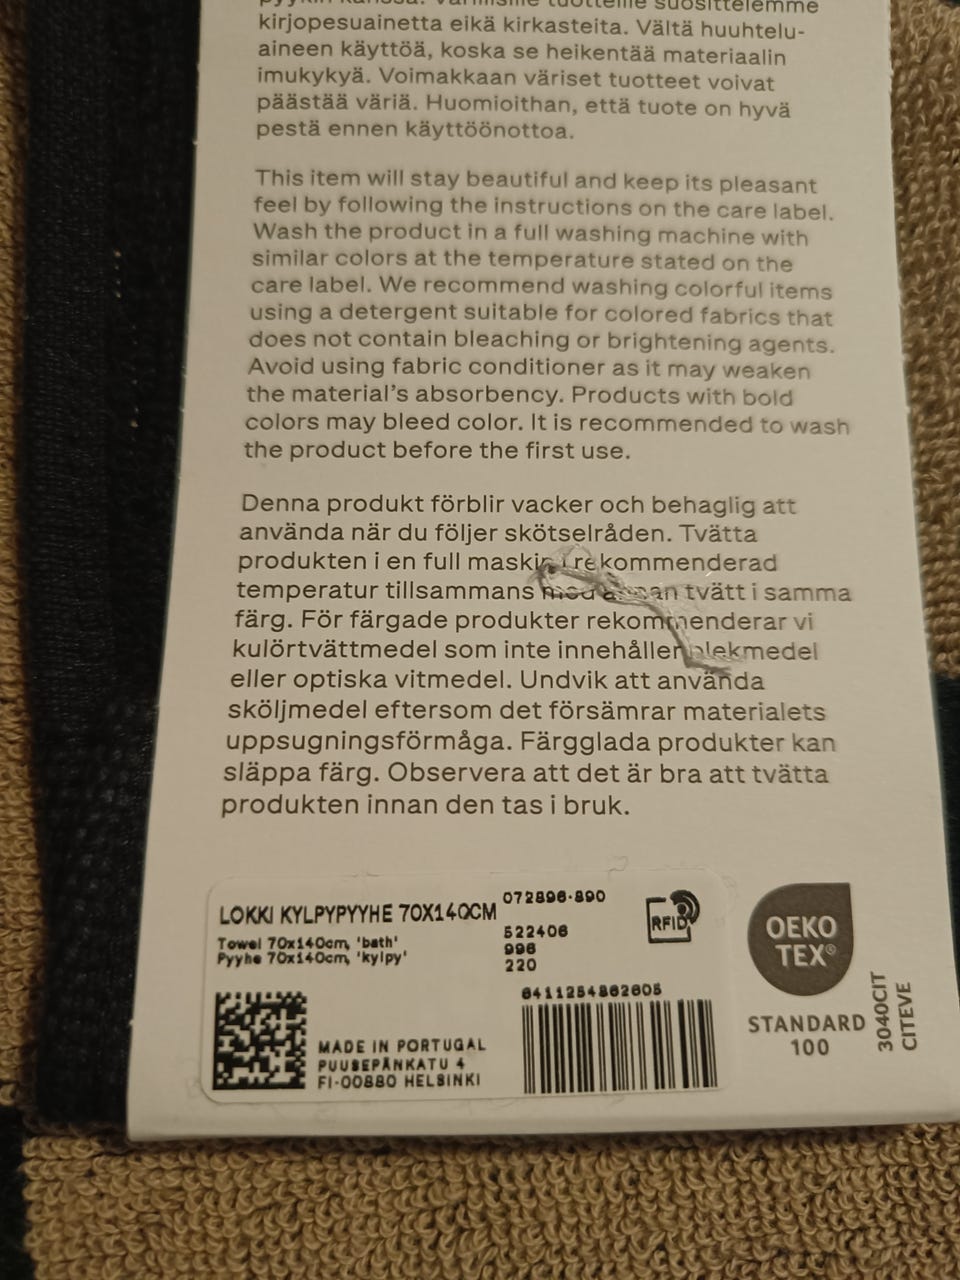 kirjopesuainetta eikä kirkasteita. Vältä huuhtelu-
aineen käyttöä, koska se heikentää materiaalin
imukykyä. Voimakkaan väriset tuotteet voivat
päästää väriä. Huomioithan, että tuote on hyvä
pestä ennen käyttöönottoa.
This item will stay beautiful and keep its pleasant
feel by following the instructions on the care label.
Wash the product in a full washing machine with
similar colors at the temperature stated on the
care label. We recommend washing colorful items
using a detergent suitable for colored fabrics that
does not contain bleaching or brightening agents.
Avoid using fabric conditioner as it may weaken
the material's absorbency. Products with bold
colors may bleed color. It is recommended to wash
the product before the first use.
Denna produkt förblir vacker och behaglig att
använda när du följer skötselråden. Tvätta
produkten i en full maskin i rekommenderad
temperatur tillsammans med annan tvätt i samma
färg. För färgade produkter rekommenderar vi
kulörtvättmedel som inte innehåller blekmedel
eller optiska vitmedel. Undvik att använda
sköljmedel eftersom det försämrar materialets
uppsugningsförmåga. Färgglada produkter kan
släppa färg. Observera att det är bra att tvätta
produkten innan den tas i bruk.
LOKKI KYLPYPYYHE 70X140CM
Towel 70x140cm, 'bath'
Pyyhe 70x140cm, 'kylpy'
072896-890
522406
996
220
RFID
6411254862605
MADE IN PORTUGAL
PUUSEPÄNKATU 4
FI-00880 HELSINKI
OEKO
TEX®
STANDARD
100
3040CIT
CITEVE